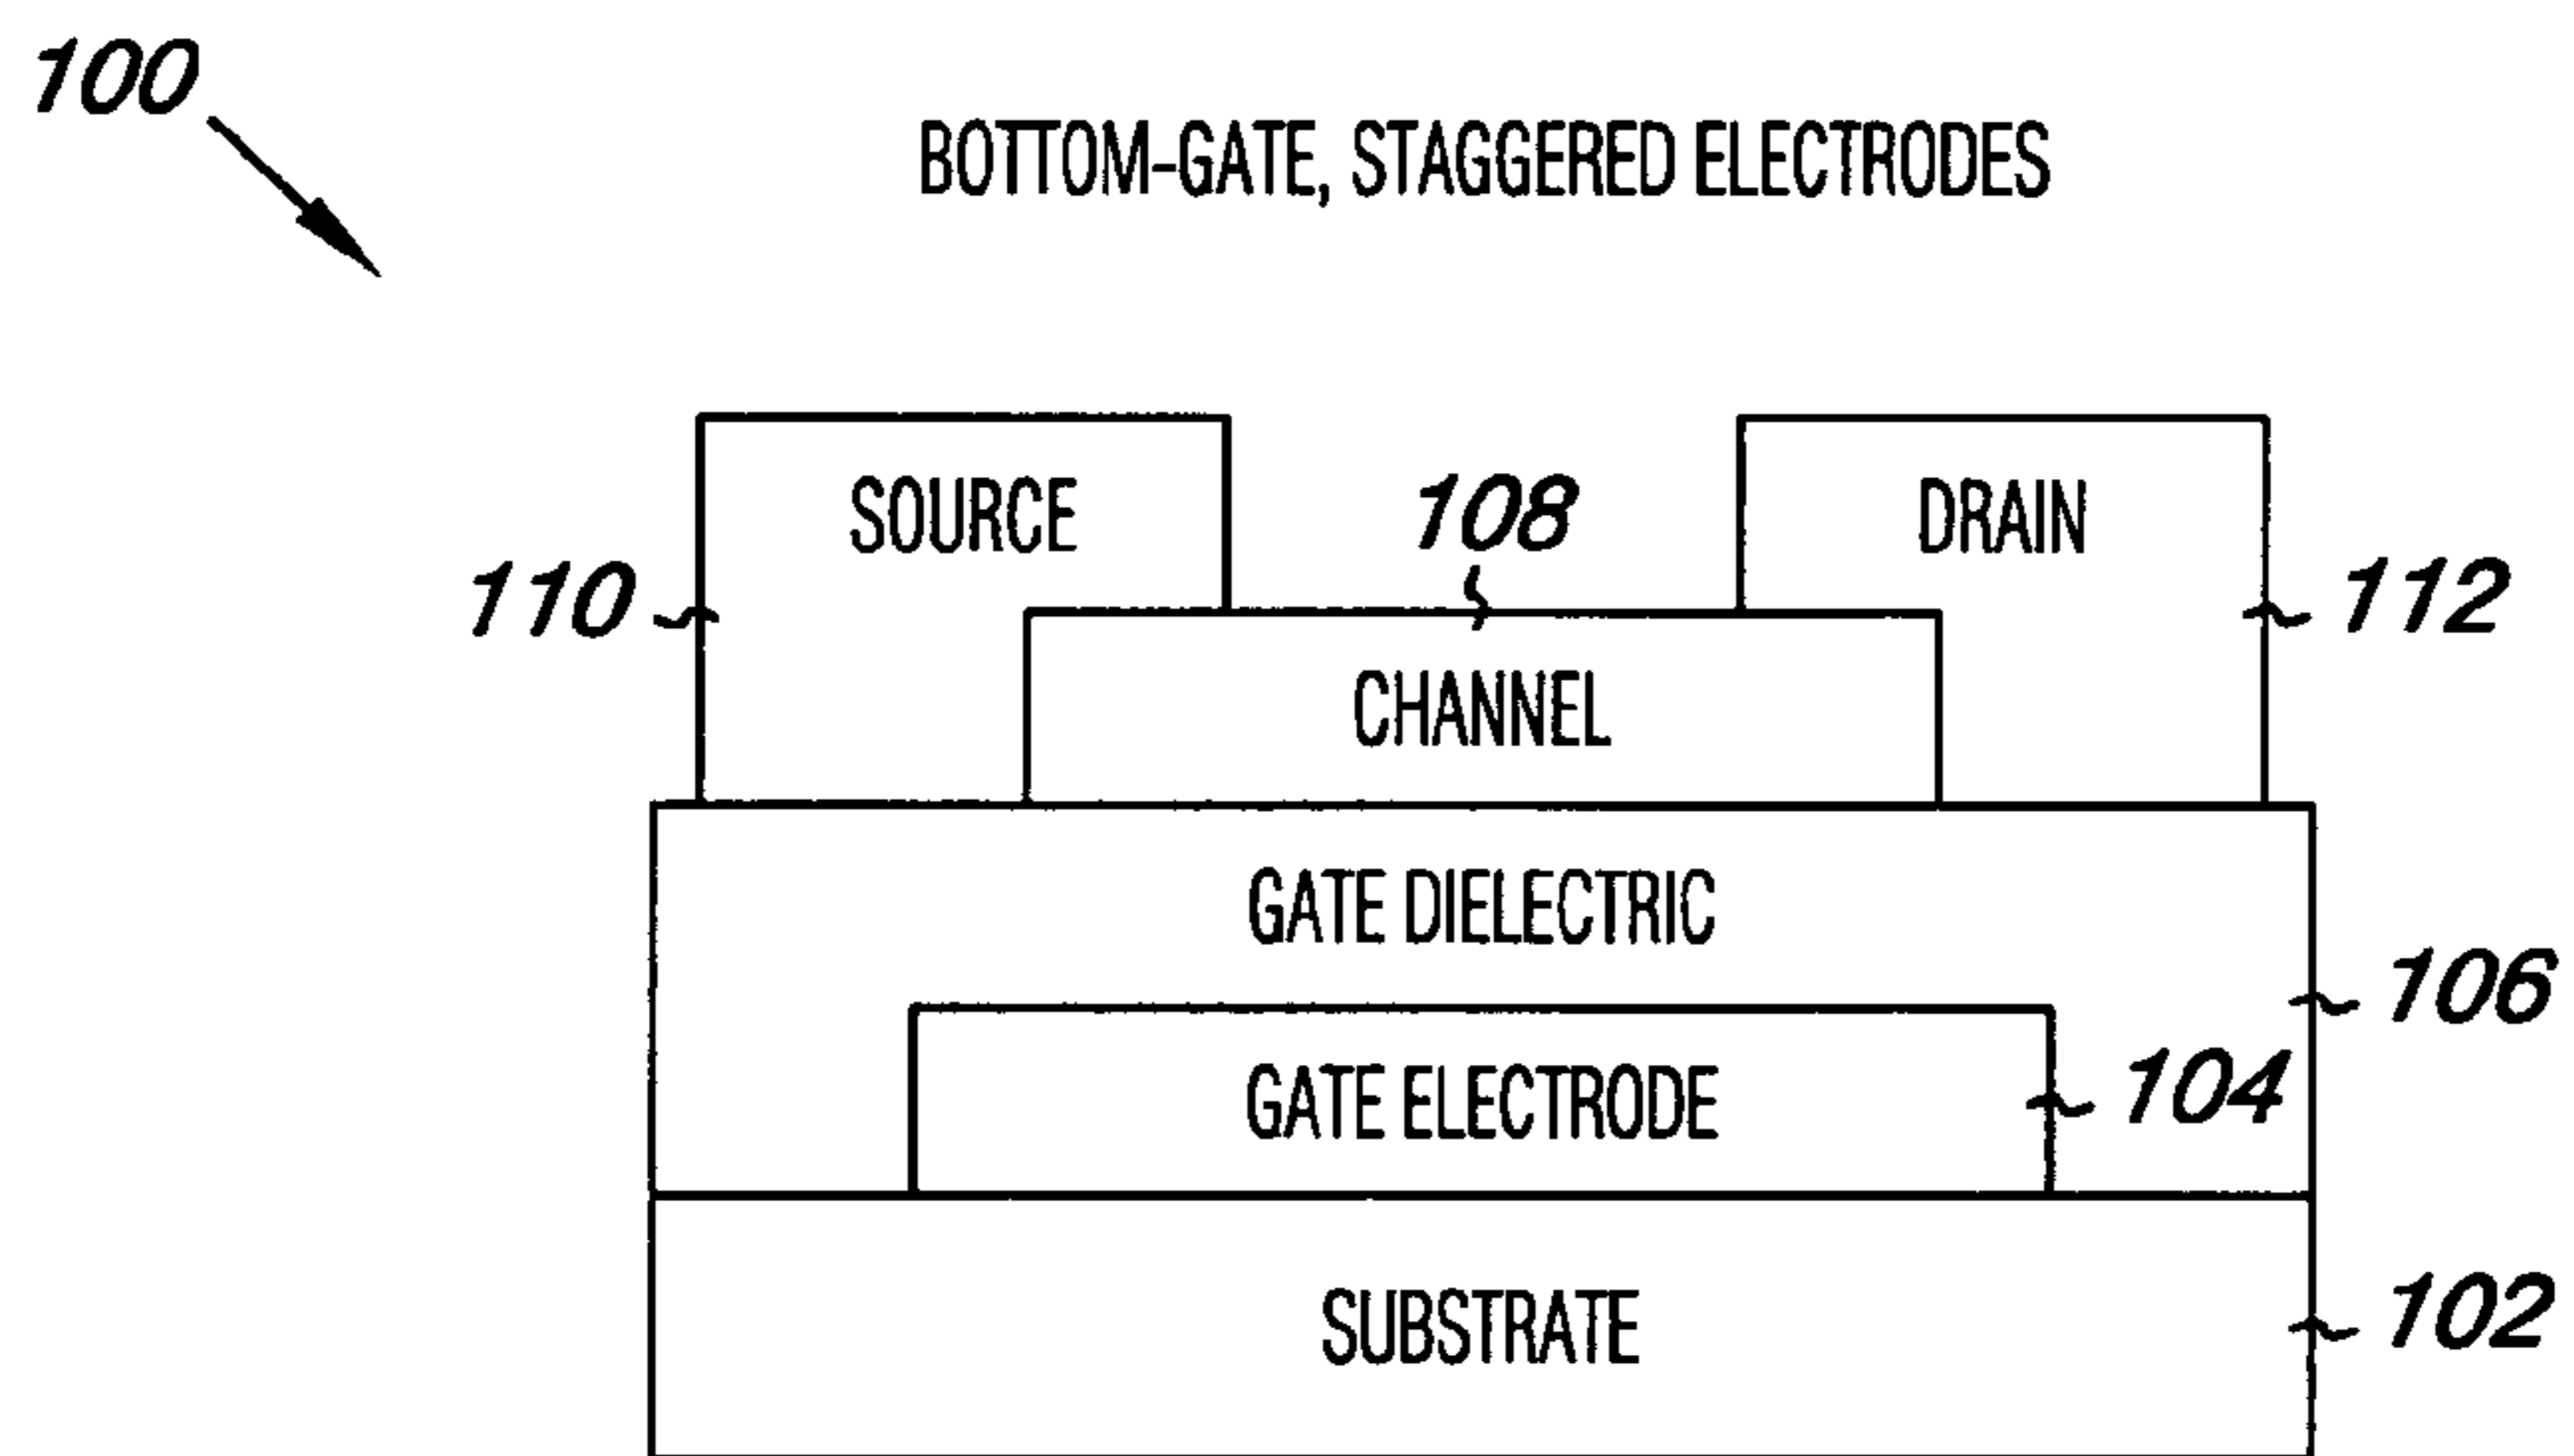 100
BOTTOM-GATE, STAGGERED ELECTRODES
SOURCE
108
DRAIN
110
112
CHANNEL
GATE DIELECTRIC
106
GATE ELECTRODE
104
SUBSTRATE
102